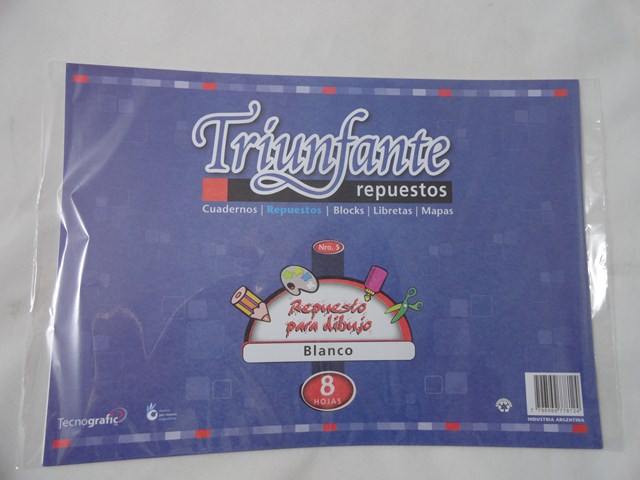 Triunfante
repuestos
Cuadernos | Repuestos | Blocks | Libretas | Mapas
Nro. 5
Repuesto
para dibujo
Blanco
8
HOJAS
Tecnografic
INDUSTRIA ARGENTINA